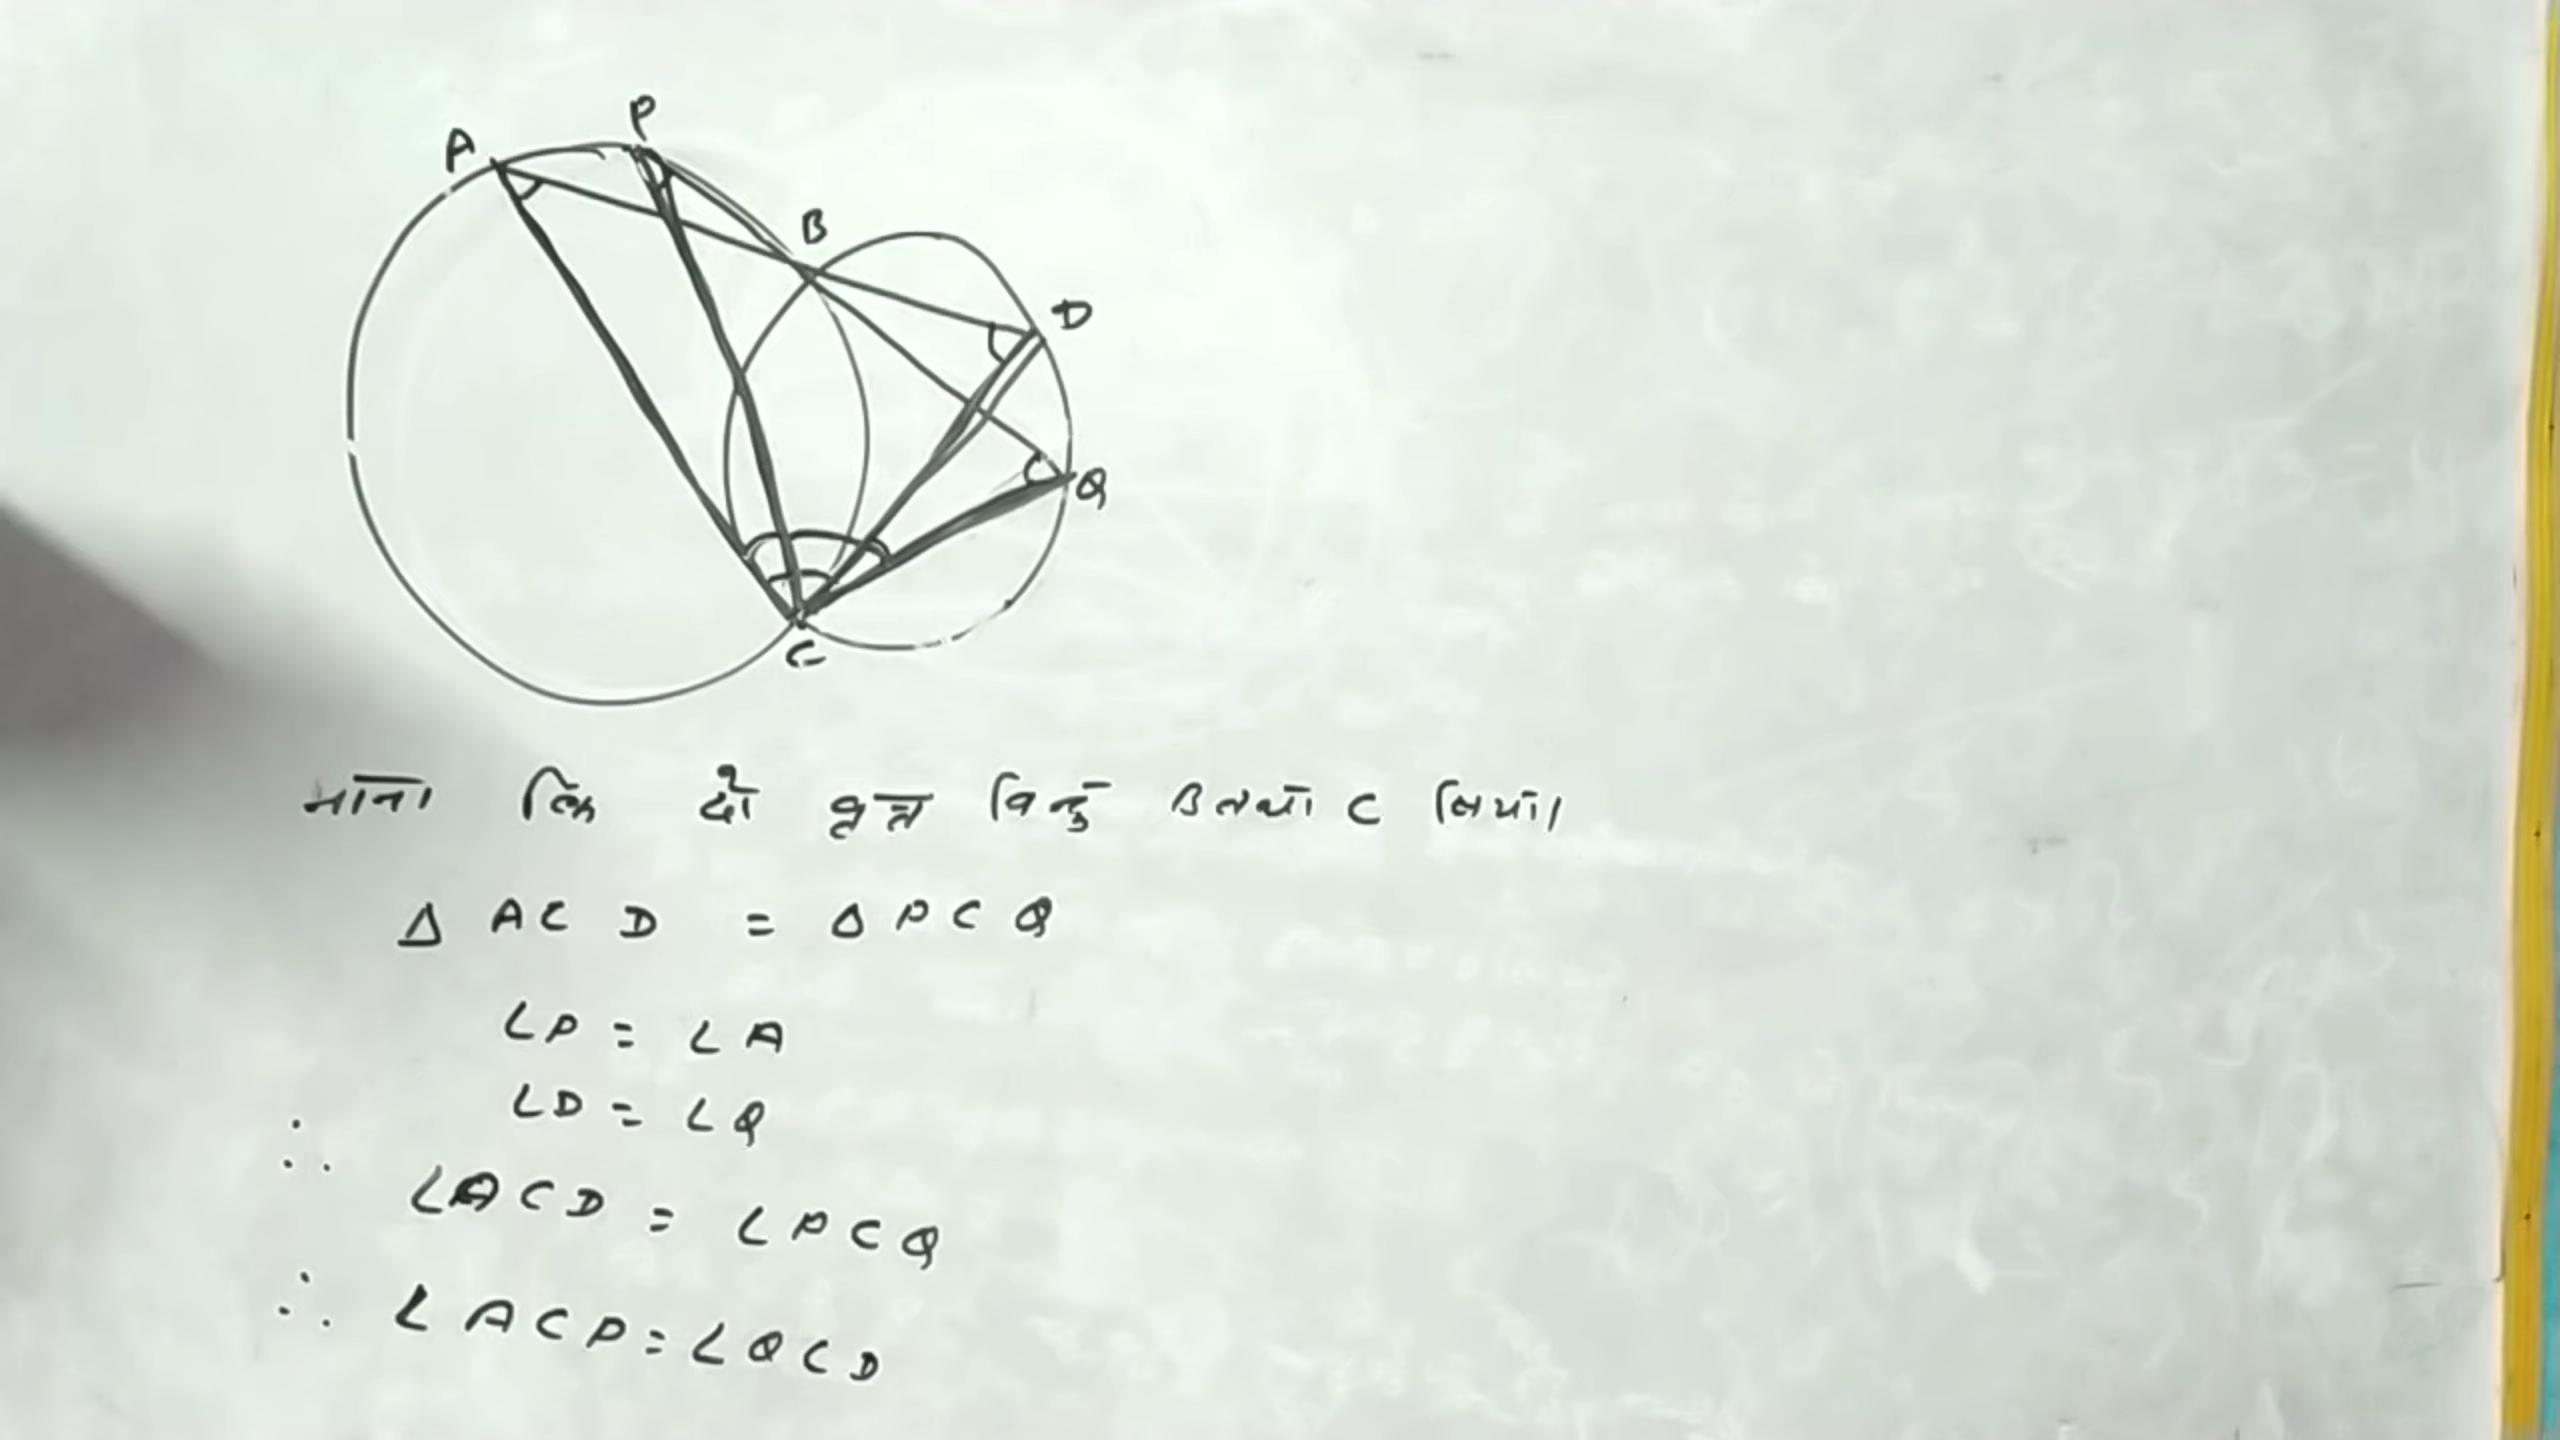 P
A
B
D
Q
C
माना कि दो वृत्त बिन्दु B तथा C लिया।
Δ ACD = Δ PCQ
∠P = ∠A
∠D = ∠Q
∴ ∠ACD = ∠PCQ
∴ ∠ACP = ∠QCD